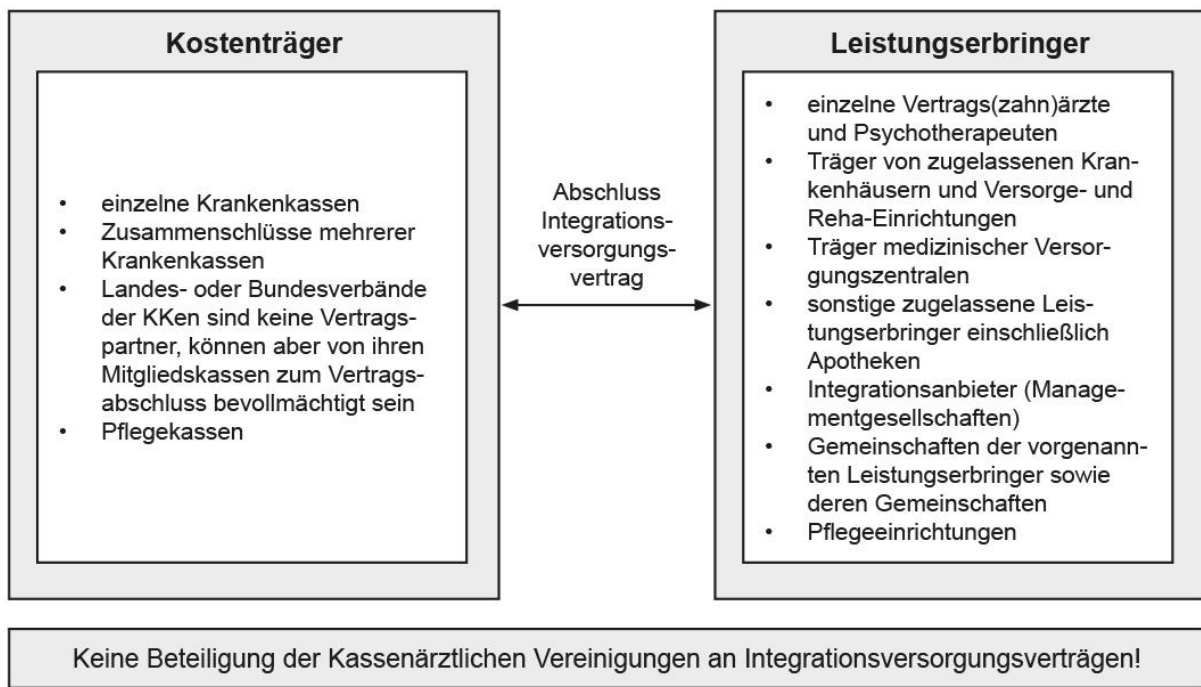 Kostenträger
• einzelne Krankenkassen
• Zusammenschlüsse mehrerer
Krankenkassen
• Landes- oder Bundesverbände
der KKen sind keine Vertrags-
partner, können aber von ihren
Mitgliedskassen zum Vertrags-
abschluss bevollmächtigt sein
• Pflegekassen
Abschluss
Integrations-
versorgungs-
vertrag
Leistungserbringer
• einzelne Vertrags(zahn)ärzte
und Psychotherapeuten
• Träger von zugelassenen Kran-
kenhäusern und Versorge- und
Reha-Einrichtungen
• Träger medizinischer Versor-
gungszentralen
• sonstige zugelassene Leis-
tungserbringer einschließlich
Apotheken
• Integrationsanbieter (Manage-
mentgesellschaften)
• Gemeinschaften der vorgenann-
ten Leistungserbringer sowie
deren Gemeinschaften
• Pflegeeinrichtungen
Keine Beteiligung der Kassenärztlichen Vereinigungen an Integrationsversorgungsverträgen!